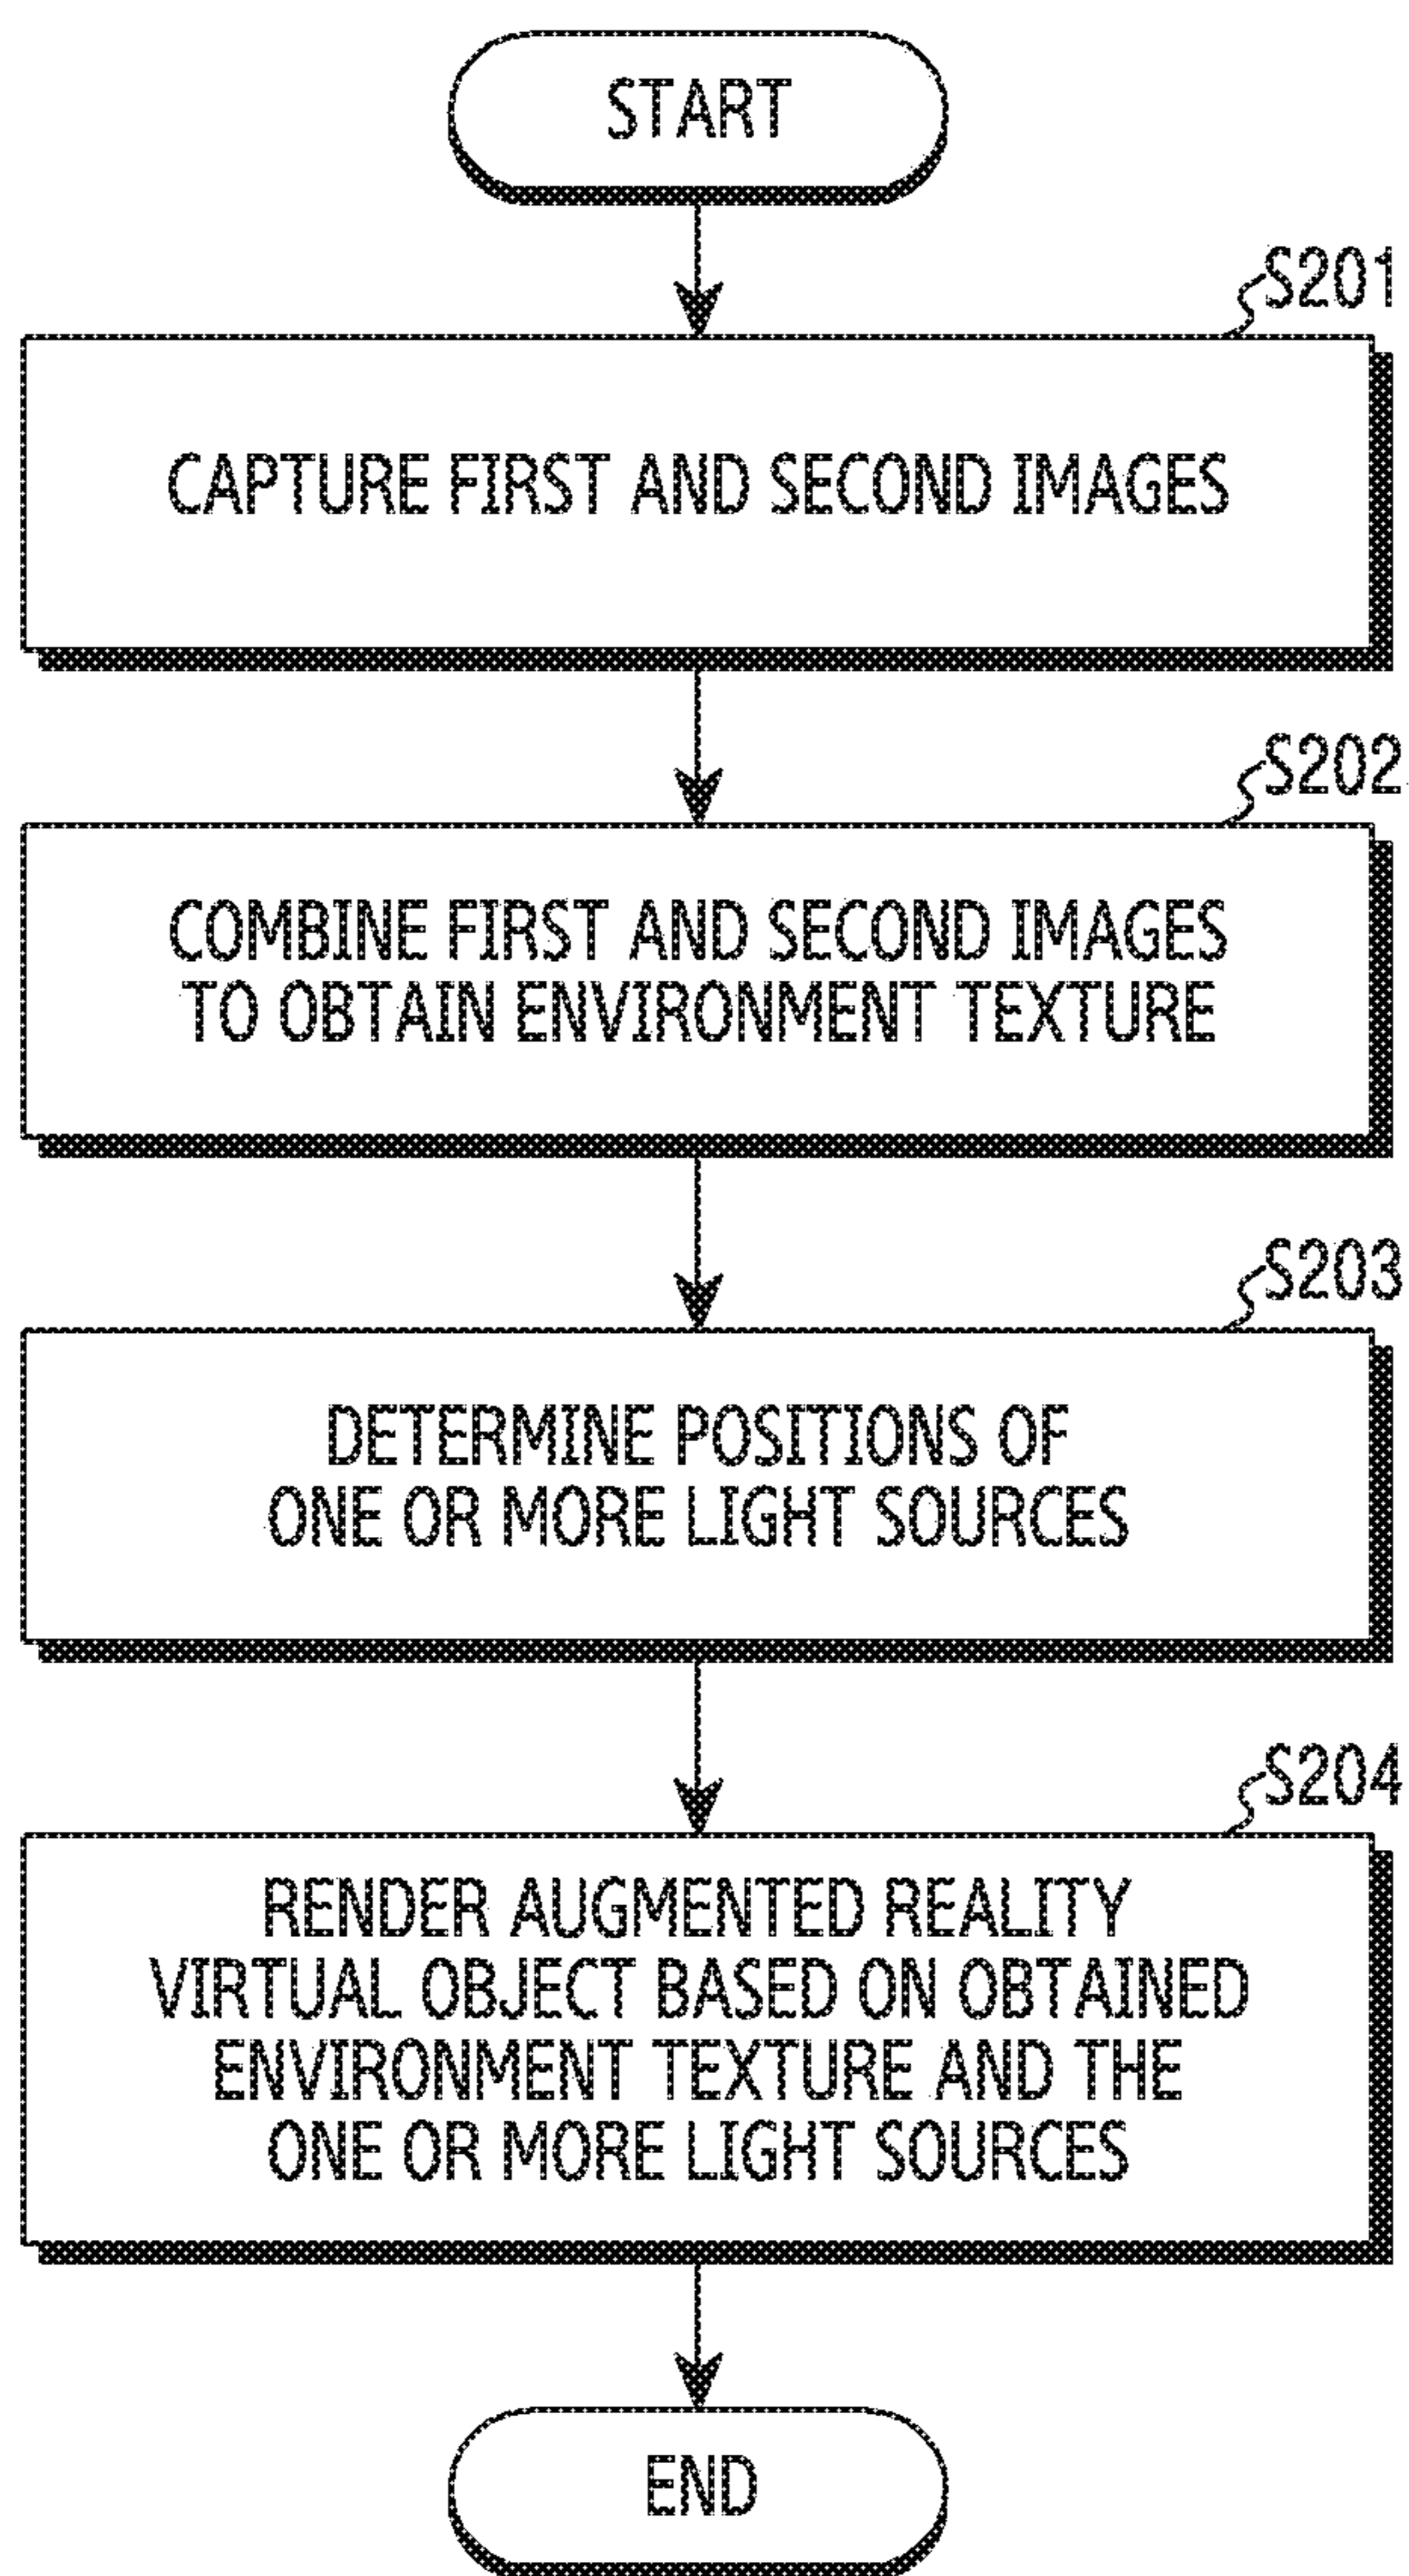 START
S201
CAPTURE FIRST AND SECOND IMAGES
S202
COMBINE FIRST AND SECOND IMAGES
TO OBTAIN ENVIRONMENT TEXTURE
S203
DETERMINE POSITIONS OF
ONE OR MORE LIGHT SOURCES
S204
RENDER AUGMENTED REALITY
VIRTUAL OBJECT BASED ON OBTAINED
ENVIRONMENT TEXTURE AND THE
ONE OR MORE LIGHT SOURCES
END